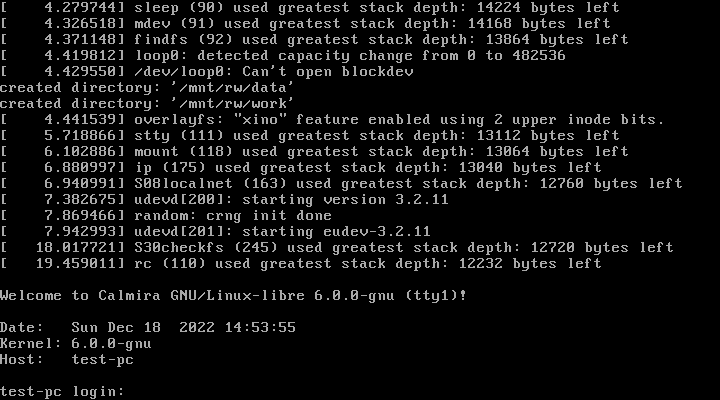 [    4.279744] sleep (90) used greatest stack depth: 14224 bytes left
[    4.326518] mdev (91) used greatest stack depth: 14168 bytes left
[    4.371148] findfs (92) used greatest stack depth: 13864 bytes left
[    4.419812] loop0: detected capacity change from 0 to 482536
[    4.429550] /dev/loop0: Can't open blockdev
created directory: '/mnt/rw/data'
created directory: '/mnt/rw/work'
[    4.441539] overlayfs: "xino" feature enabled using 2 upper inode bits.
[    5.718866] stty (111) used greatest stack depth: 13112 bytes left
[    6.102886] mount (118) used greatest stack depth: 13064 bytes left
[    6.880997] ip (175) used greatest stack depth: 13040 bytes left
[    6.940991] S08localnet (163) used greatest stack depth: 12760 bytes left
[    7.382675] udevd[200]: starting version 3.2.11
[    7.869466] random: crng init done
[    7.942993] udevd[201]: starting eudev-3.2.11
[   18.017721] S30checkfs (245) used greatest stack depth: 12720 bytes left
[   19.459011] rc (110) used greatest stack depth: 12232 bytes left
Welcome to Calmira GNU/Linux-libre 6.0.0-gnu (tty1)!
Date:   Sun Dec 18  2022 14:53:55
Kernel: 6.0.0-gnu
Host:   test-pc
test-pc login: